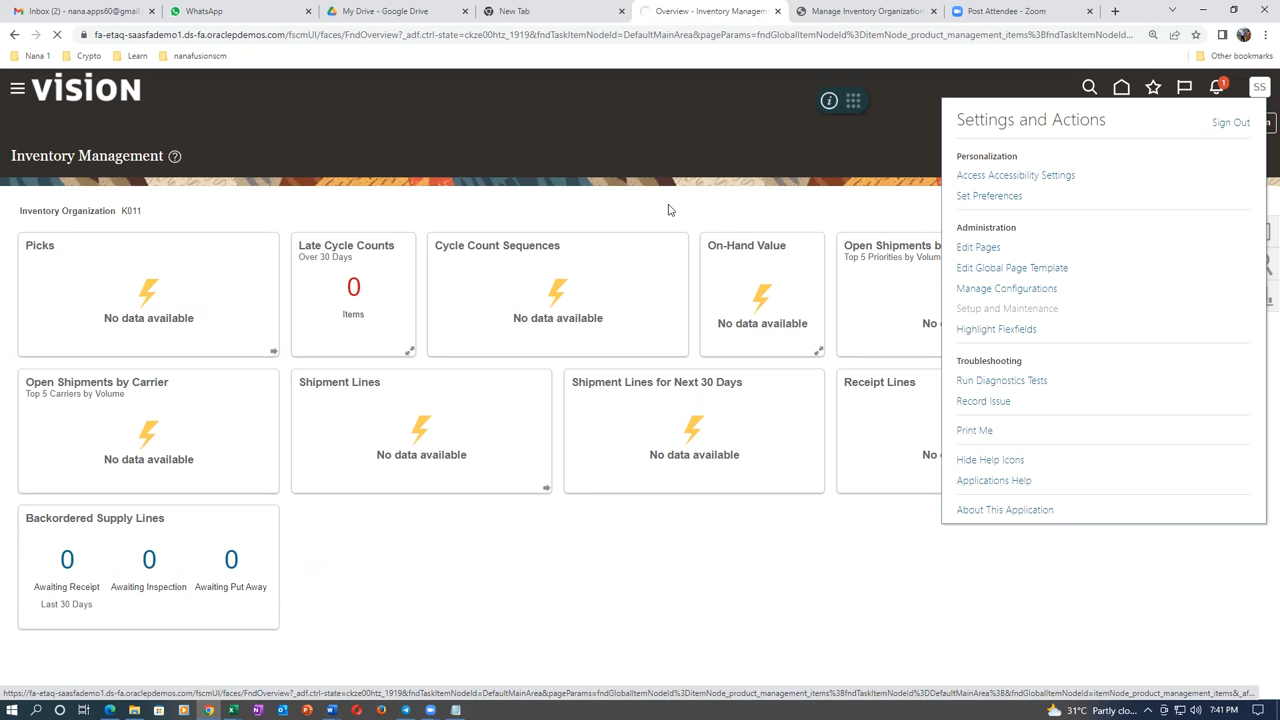 Inbox (2) - nana.apps60@gmail.
WhatsApp
My Drive - Google Drive
New Tab
Overview - Inventory Managemen
Manage Inventory Organization
Post Attendee - Zoom
fa-etaq-saasfademo1.ds-fa.oraclepdemos.com/fscmUI/faces/FndOverview?_adf.ctrl-state=ckze00htz_1919&fndTaskItemNodeId=DefaultMainArea&pageParams=fndGlobalItemNodeId%3DitemNode_product_management_items%3BfndTaskItemNodeId%3DDefaultMainA...
Nana 1
Crypto
Learn
nanafusionscm
Other bookmarks
vision
1
SS
Inventory Management
Settings and Actions
Sign Out
Personalization
Access Accessibility Settings
Set Preferences
Administration
Edit Pages
Edit Global Page Template
Manage Configurations
Setup and Maintenance
Highlight Flexfields
Troubleshooting
Run Diagnostics Tests
Record Issue
Print Me
Hide Help Icons
Applications Help
About This Application
Inventory Organization K011
Picks
No data available
Late Cycle Counts
Over 30 Days
0
Items
Cycle Count Sequences
No data available
On-Hand Value
No data available
Open Shipments b
Top 5 Priorities by Volum
No
Open Shipments by Carrier
Top 5 Carriers by Volume
No data available
Shipment Lines
No data available
Shipment Lines for Next 30 Days
No data available
Receipt Lines
No
Backordered Supply Lines
0 0 0
Awaiting Receipt Awaiting Inspection Awaiting Put Away
Last 30 Days
https://fa-etaq-saasfademo1.ds-fa.oraclepdemos.com/fscmUI/faces/FndOverview?_adf.ctrl-state=ckze00htz_1919&fndTaskItemNodeId=DefaultMainArea&pageParams=fndGlobalItemNodeId%3DitemNode_product_management_items%3BfndTaskItemNodeId%3DDefaultMainArea%3B&fndGlobalItemNodeId=itemNode_product_management_items&_af...
31°C Partly clo...
7:41 PM